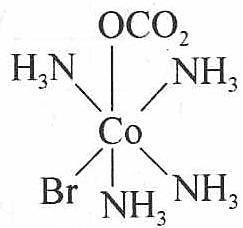 OCO₂
H₃N NH₃
Co
Br NH₃ NH₃